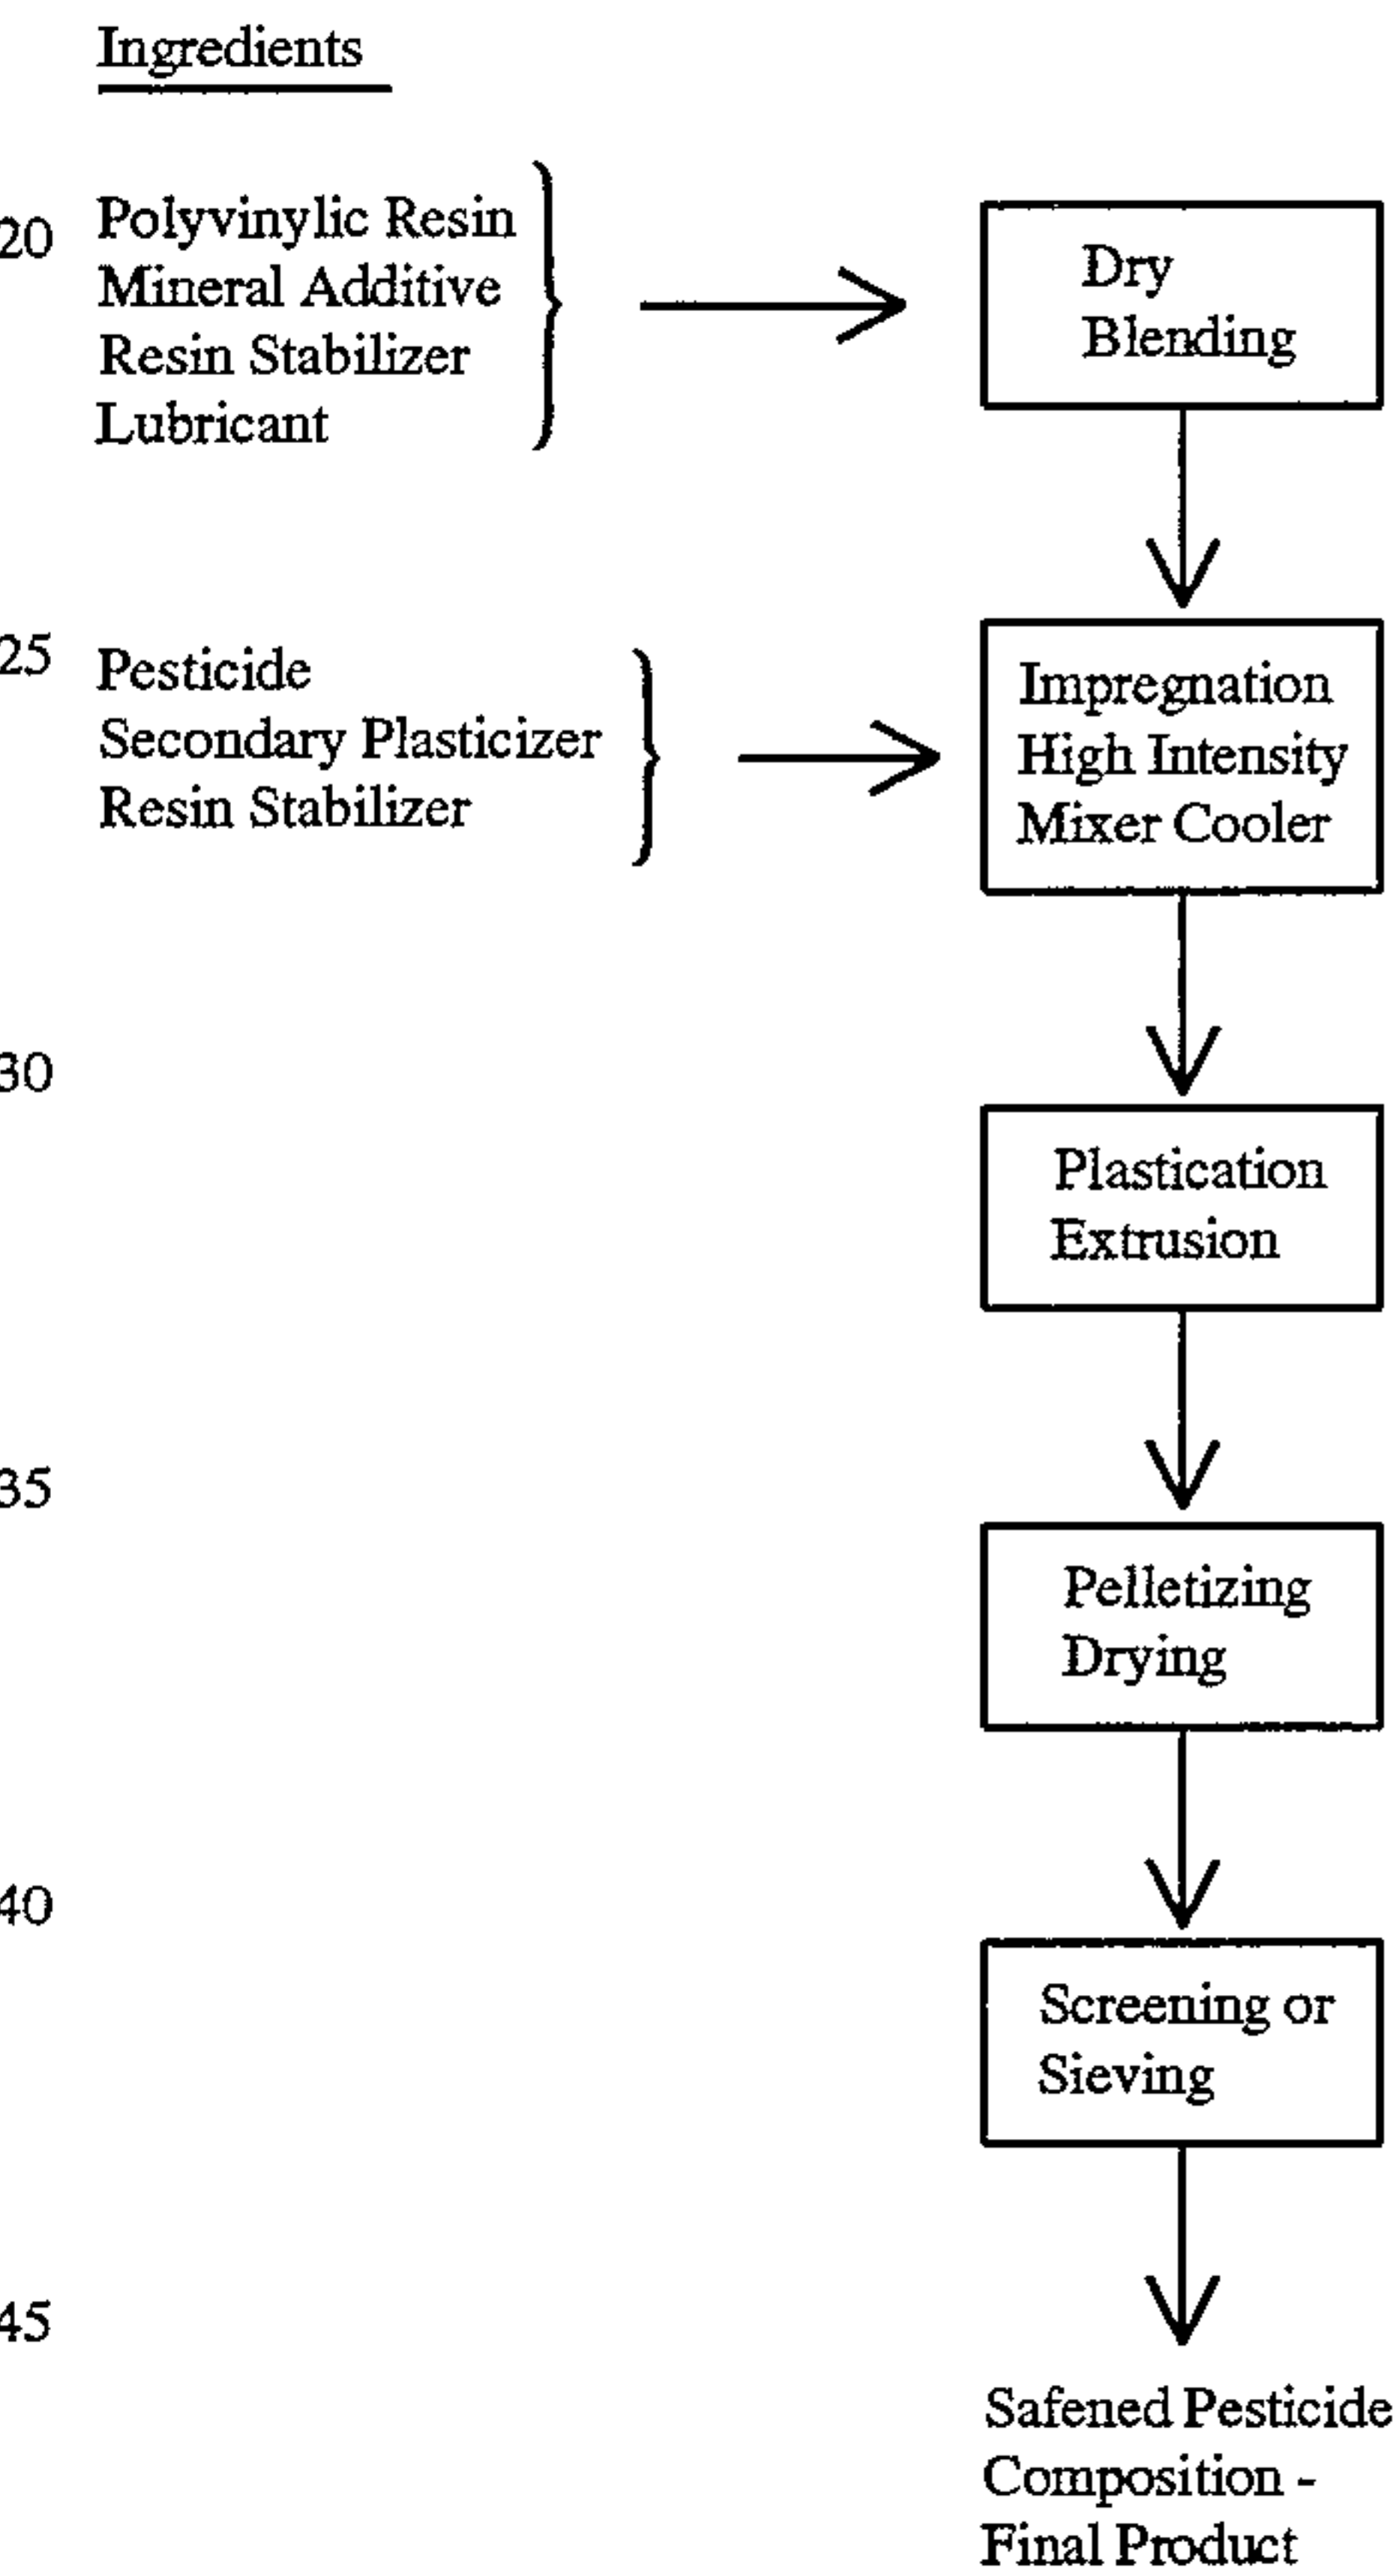 Ingredients
20
Polyvinylic Resin
Mineral Additive
Resin Stabilizer
Lubricant
Dry
Blending
25
Pesticide
Secondary Plasticizer
Resin Stabilizer
Impregnation
High Intensity
Mixer Cooler
30
Plastication
Extrusion
35
Pelletizing
Drying
40
Screening or
Sieving
45
Safened Pesticide
Composition -
Final Product